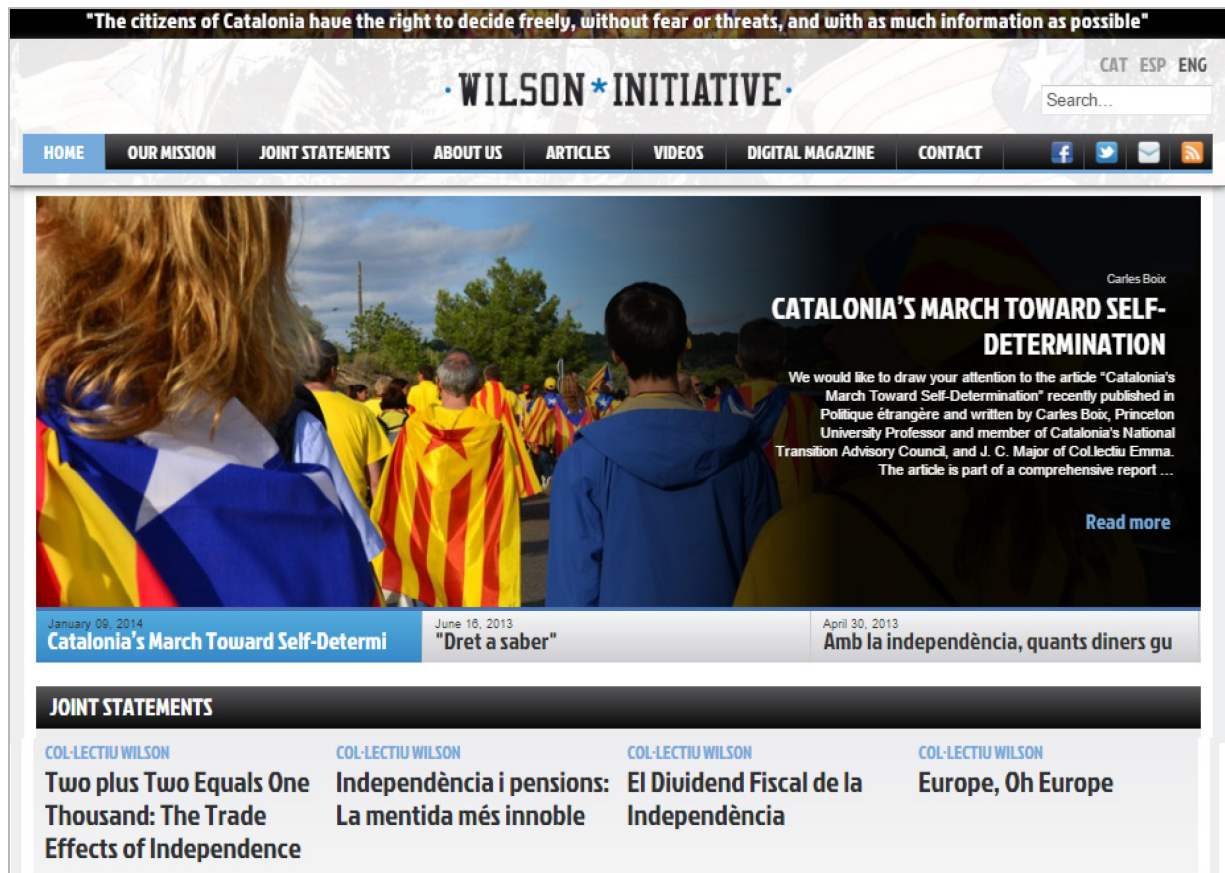 "The citizens of Catalonia have the right to decide freely, without fear or threats, and with as much information as possible"
CAT ESP ENG
· WILSON * INITIATIVE ·
Search...
HOME OUR MISSION JOINT STATEMENTS ABOUT US ARTICLES VIDEOS DIGITAL MAGAZINE CONTACT
Carles Boix
CATALONIA'S MARCH TOWARD SELF-
DETERMINATION
We would like to draw your attention to the article “Catalonia's
March Toward Self-Determination” recently published in
Politique étrangère and written by Carles Boix, Princeton
University Professor and member of Catalonia's National
Transition Advisory Council, and J. C. Major of Col.lectiu Emma.
The article is part of a comprehensive report ...
Read more
January 09, 2014
Catalonia's March Toward Self-Determi
June 16, 2013
"Dret a saber"
April 30, 2013
Amb la independència, quants diners gu
JOINT STATEMENTS
COL·LECTIU WILSON
Two plus Two Equals One
Thousand: The Trade
Effects of Independence
COL·LECTIU WILSON
Independència i pensions:
La mentida més innoble
COL·LECTIU WILSON
El Dividend Fiscal de la
Independència
COL·LECTIU WILSON
Europe, Oh Europe